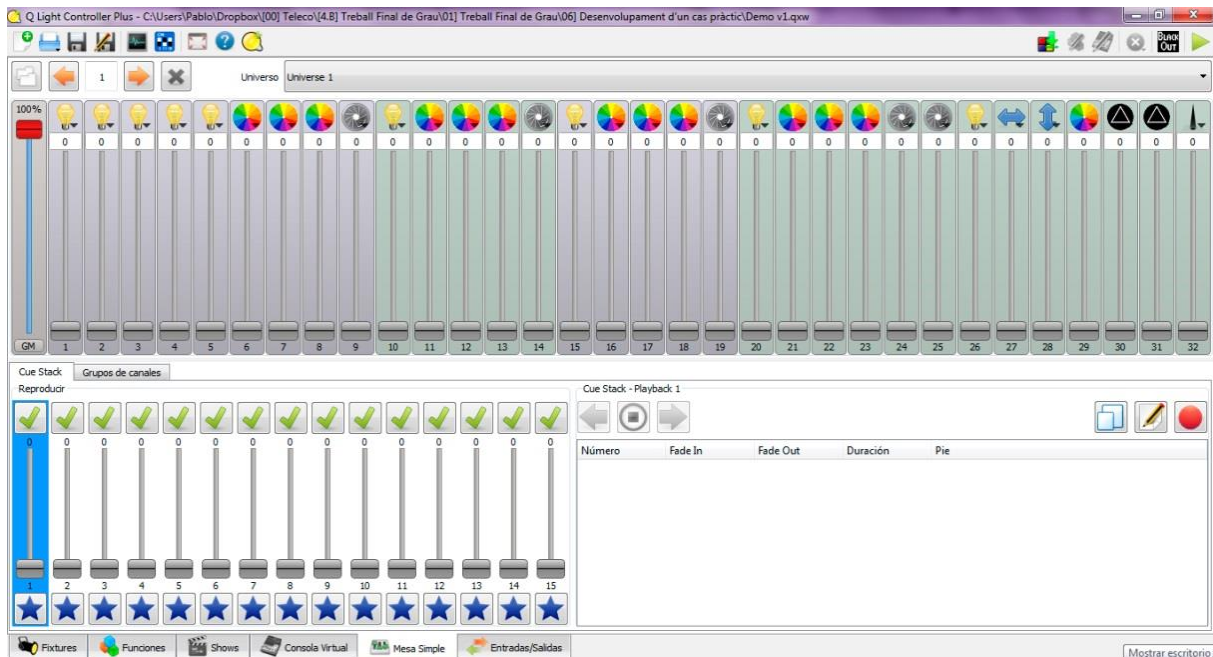 Q Light Controller Plus - C:\Users\Pablo\Dropbox\[00] Teleco\[4.B] Treball Final de Grau\01] Treball Final de Grau\06] Desenvolupament d'un cas pràctic\Demo v1.qxw
BLACK
OUT
1 Universo Universe 1
100%
0 0 0 0 0 0 0 0 0 0 0 0 0 0 0 0 0 0 0 0 0 0 0 0 0 0 0 0 0 0 0 0
GM 1 2 3 4 5 6 7 8 9 10 11 12 13 14 15 16 17 18 19 20 21 22 23 24 25 26 27 28 29 30 31 32
Cue Stack Grupos de canales
Reproducir Cue Stack - Playback 1
0 0 0 0 0 0 0 0 0 0 0 0 0 0 0
Número Fade In Fade Out Duración Pie
1 2 3 4 5 6 7 8 9 10 11 12 13 14 15
Fixtures Funciones Shows Consola Virtual Mesa Simple Entradas/Salidas
Mostrar escritorio